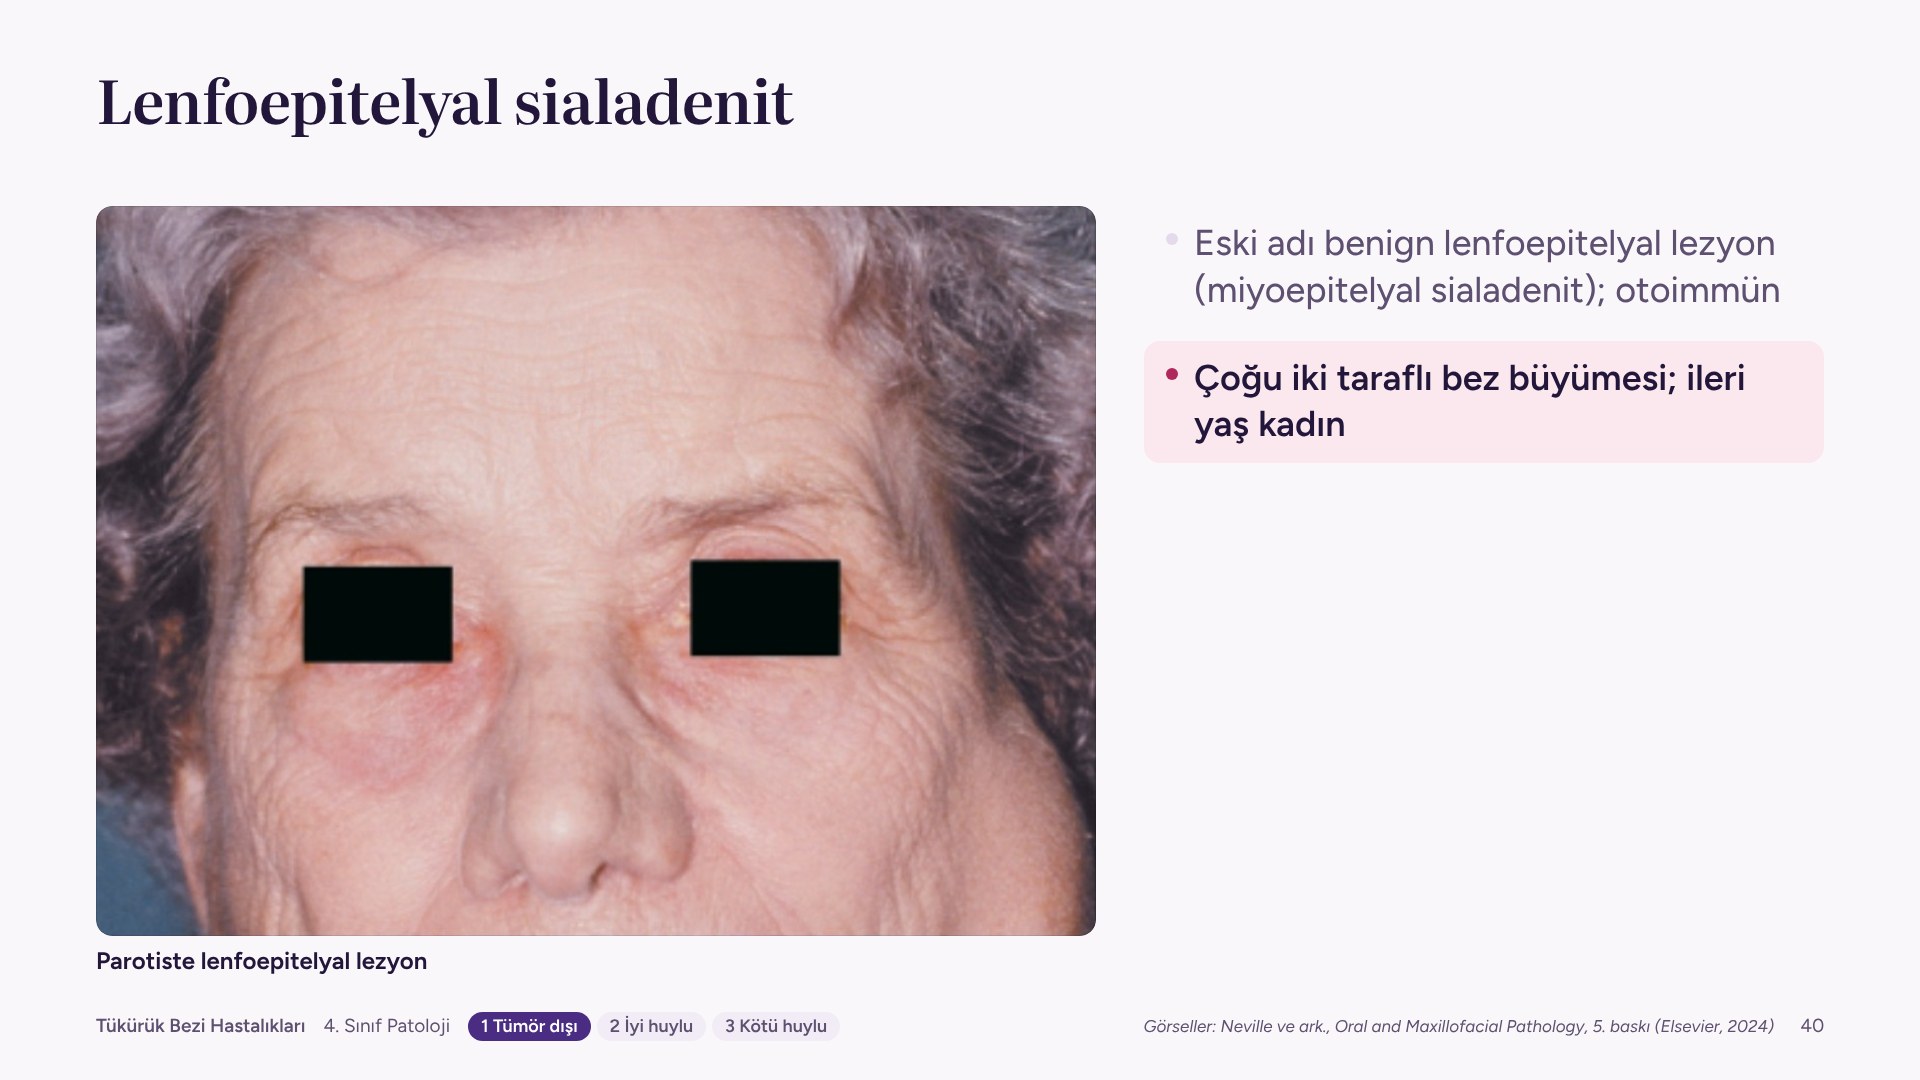 Lenfoepitelyal sialadenit
Eski adı benign lenfoepitelyal lezyon
(miyoepitelyal sialadenit); otoimmün
Çoğu iki taraflı bez büyümesi; ileri
yaş kadın
Parotiste lenfoepitelyal lezyon
Tükürük Bezi Hastalıkları 4. Sınıf Patoloji 1 Tümör dışı 2 İyi huylu 3 Kötü huylu
Görseller: Neville ve ark., Oral and Maxillofacial Pathology, 5. baskı (Elsevier, 2024) 40